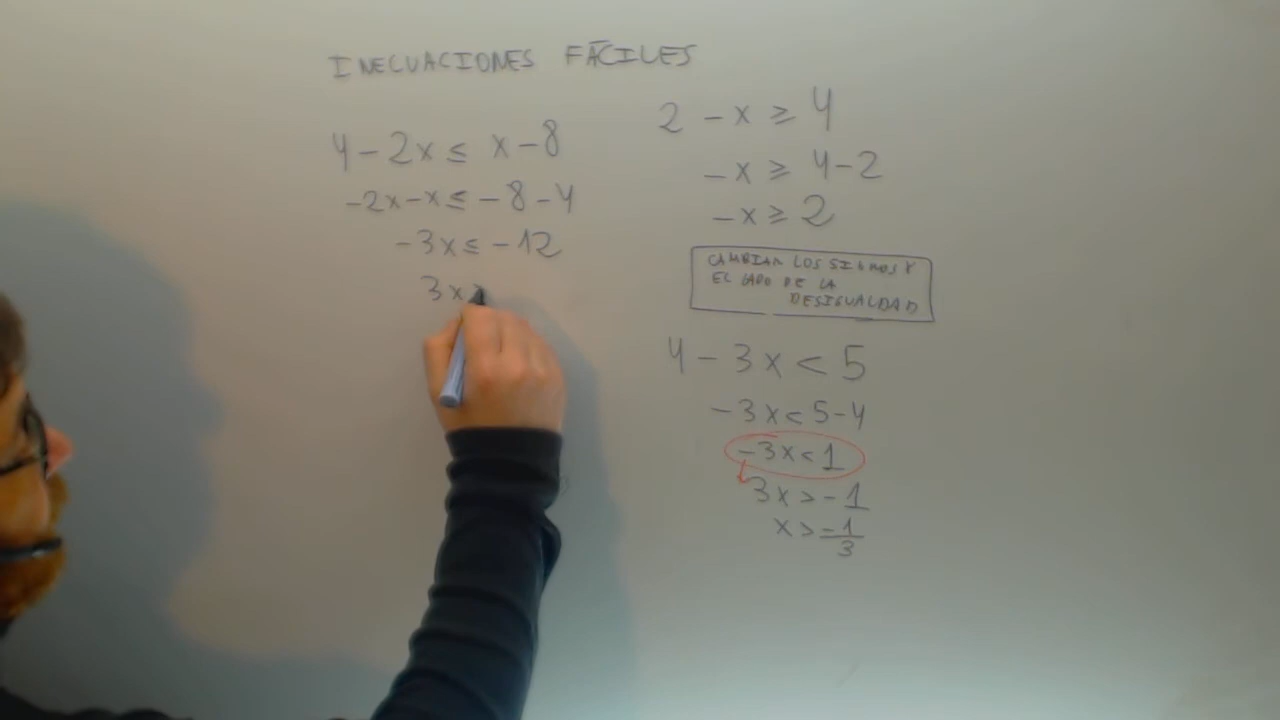 INECUACIONES FÁCILES
4 - 2x ≤ x - 8
-2x - x ≤ -8 - 4
-3x ≤ -12
3x ≥
2 - x ≥ 4
-x ≥ 4 - 2
-x ≥ 2
CAMBIAR LOS SIGNOS Y
EL LADO DE LA
DESIGUALDAD
4 - 3x < 5
-3x < 5 - 4
-3x < 1
3x > -1
x > -1/3